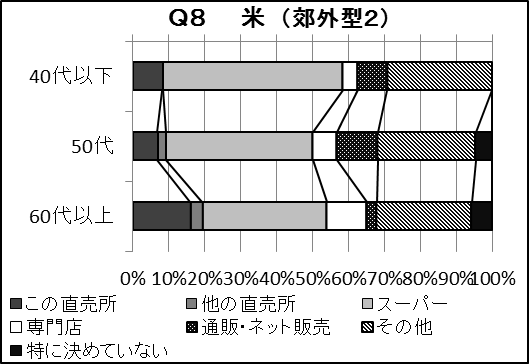 Q8 米（郊外型2）
40代以下
50代
60代以上
0% 10% 20% 30% 40% 50% 60% 70% 80% 90% 100%
■この直売所 ■他の直売所 ■スーパー
□専門店 通販・ネット販売 その他
■特に決めていない